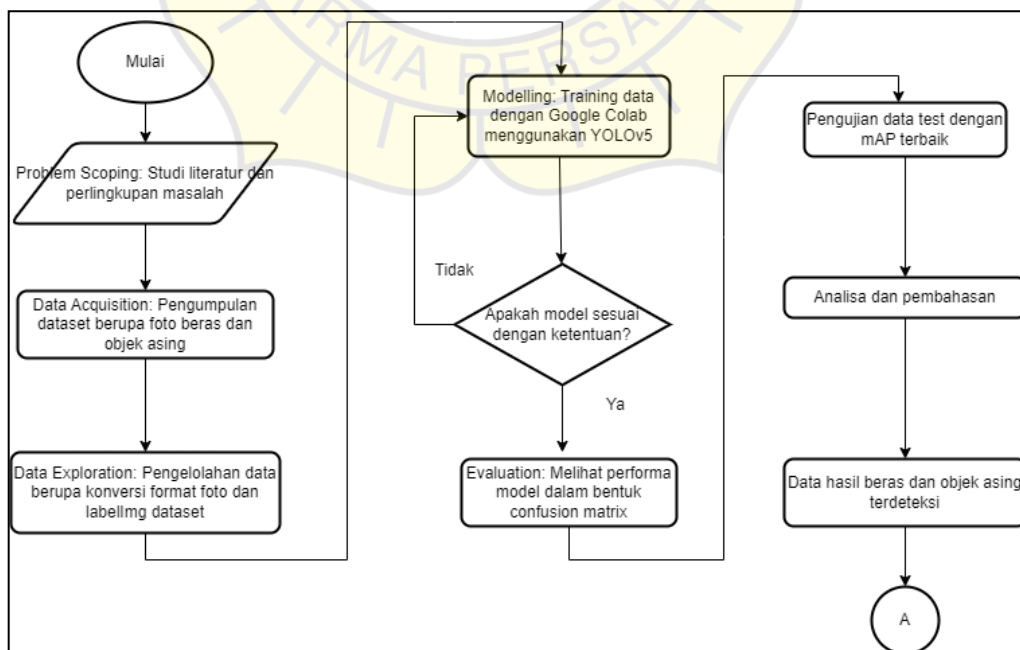 Mulai
Problem Scoping: Studi literatur dan
perlingkupan masalah
Data Acquisition: Pengumpulan
dataset berupa foto beras dan
objek asing
Data Exploration: Pengelolahan data
berupa konversi format foto dan
labelImg dataset
RMA PERSA
Modelling: Training data
dengan Google Colab
menggunakan YOLOv5
Tidak
Apakah model sesuai
dengan ketentuan?
Ya
Evaluation: Melihat performa
model dalam bentuk
confusion matrix
Pengujian data test dengan
mAP terbaik
Analisa dan pembahasan
Data hasil beras dan objek asing
terdeteksi
A